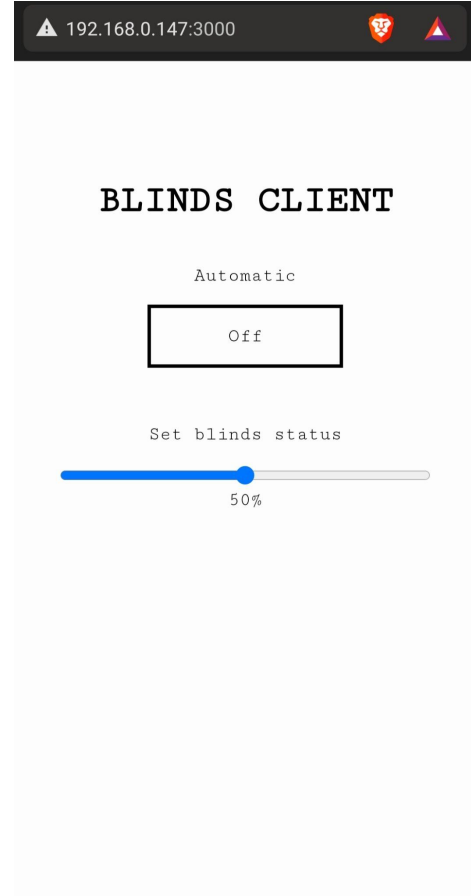 192.168.0.147:3000
BLINDS CLIENT
Automatic
Off
Set blinds status
50%